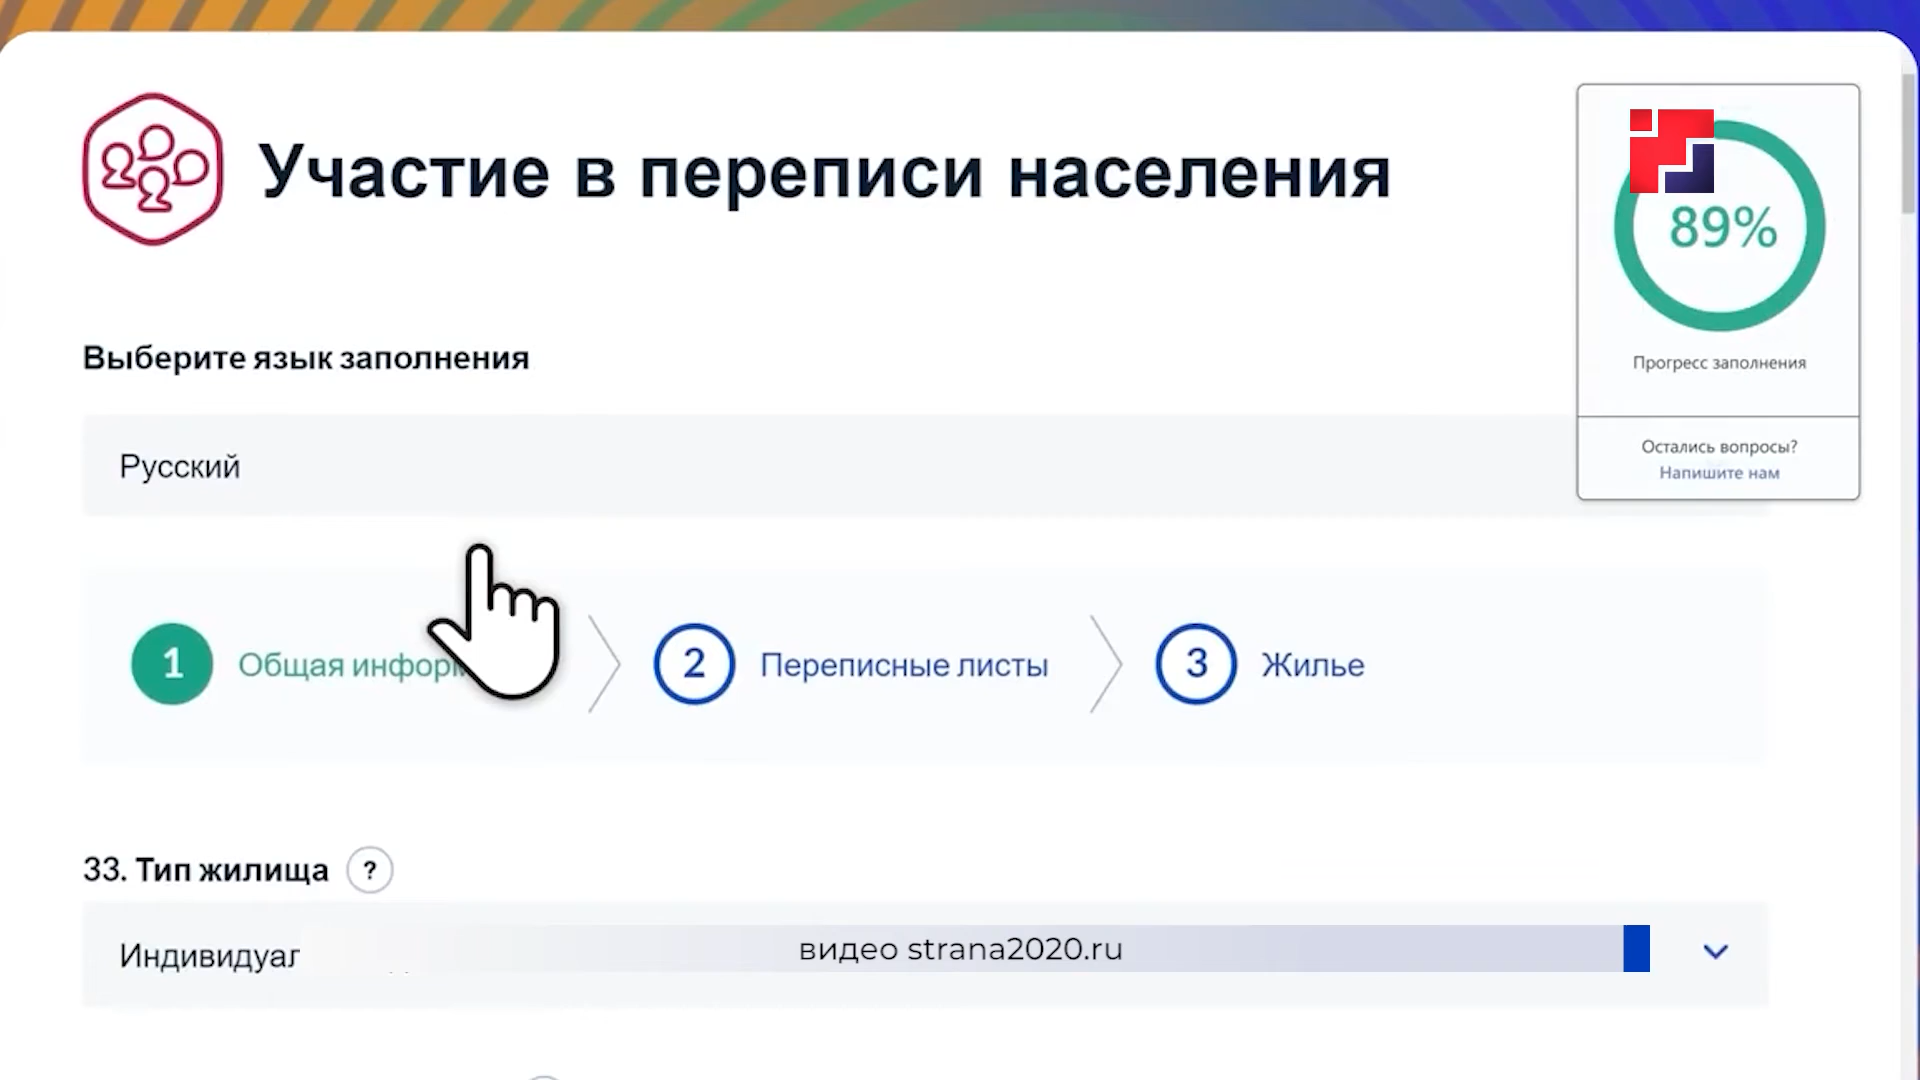 Участие в переписи населения
89%
Прогресс заполнения
Остались вопросы?
Напишите нам
Выберите язык заполнения
Русский
1 Общая 2 Переписные листы 3 Жилье
33. Тип жилища ?
видео strana2020.ru